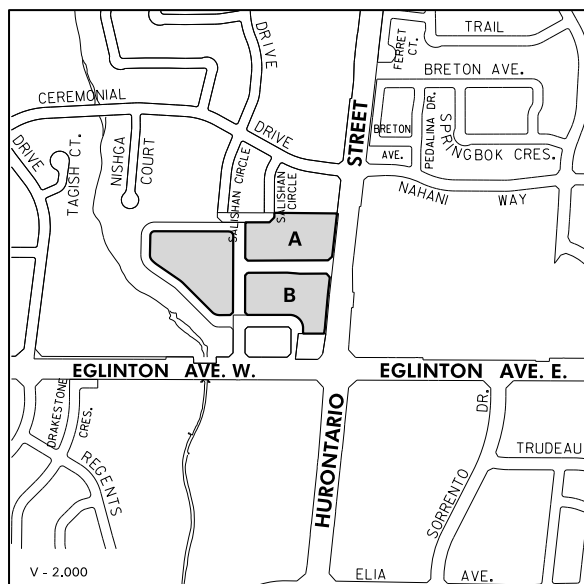 DRIVE
TRAIL
FERRET
CT.
BRETON AVE.
CEREMONIAL
DRIVE
STREET
BRETON
AVE.
PEDALINA DR.
SPRINGBOK CRES.
DRIVE
TAGISH CT.
NISHGA
COURT
SALISHAN CIRCLE
SALISHAN
CIRCLE
NAHANI WAY
A
B
EGLINTON AVE. W.
EGLINTON AVE. E.
DRAKESTONE
CRES.
REGENTS
HURONTARIO
DR.
SORRENTO
TRUDEAU
ELIA AVE.
V - 2.000